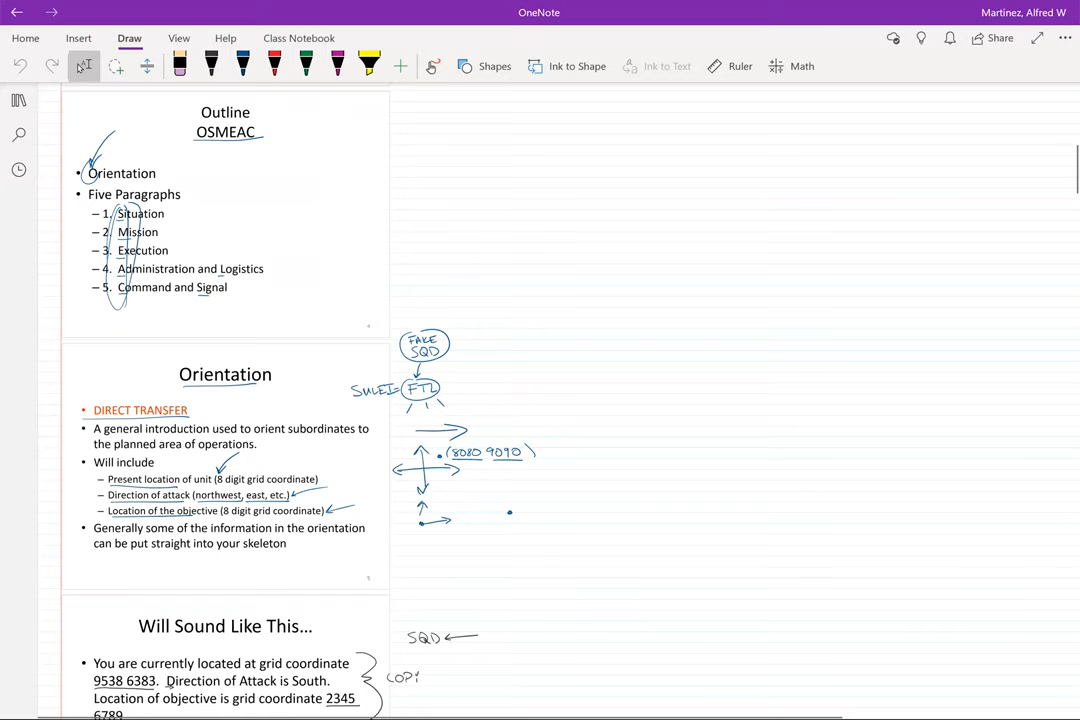 OneNote
Martinez, Alfred W
Home
Insert
Draw
View
Help
Class Notebook
Share
Shapes
Ink to Shape
Ink to Text
Ruler
Math
Outline
OSMEAC
• Orientation
• Five Paragraphs
– 1. Situation
– 2. Mission
– 3. Execution
– 4. Administration and Logistics
– 5. Command and Signal
4
FAKE
SQD
SMLEI=FTL
(8080 9090)
Orientation
• DIRECT TRANSFER
• A general introduction used to orient subordinates to
the planned area of operations.
• Will include
– Present location of unit (8 digit grid coordinate)
– Direction of attack (northwest, east, etc.)
– Location of the objective (8 digit grid coordinate)
• Generally some of the information in the orientation
can be put straight into your skeleton
5
SQD
Will Sound Like This...
• You are currently located at grid coordinate
9538 6383. Direction of Attack is South.
Location of objective is grid coordinate 2345
6789
COPY